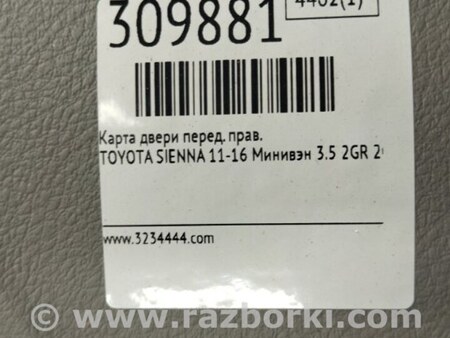 309881
4402(1)
Карта двери перед. прав.
TOYOTA SIENNA 11-16 Минивэн 3.5 2GR 2
www.3234444.com
© www.razborki.com